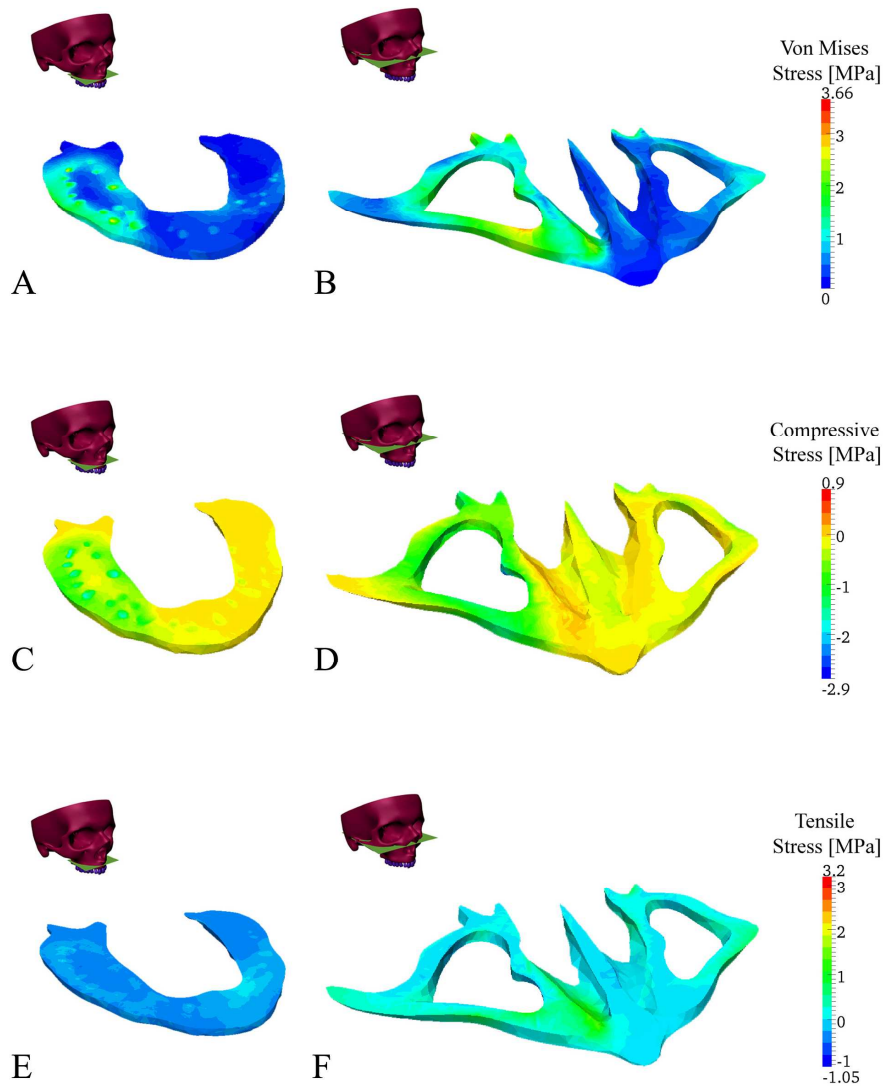 Von Mises
Stress [MPa]
3.66
3
2
1
0
A
B
Compressive
Stress [MPa]
0.9
0
-1
-2
-2.9
C
D
Tensile
Stress [MPa]
3.2
3
2
1
0
-1
-1.05
E
F